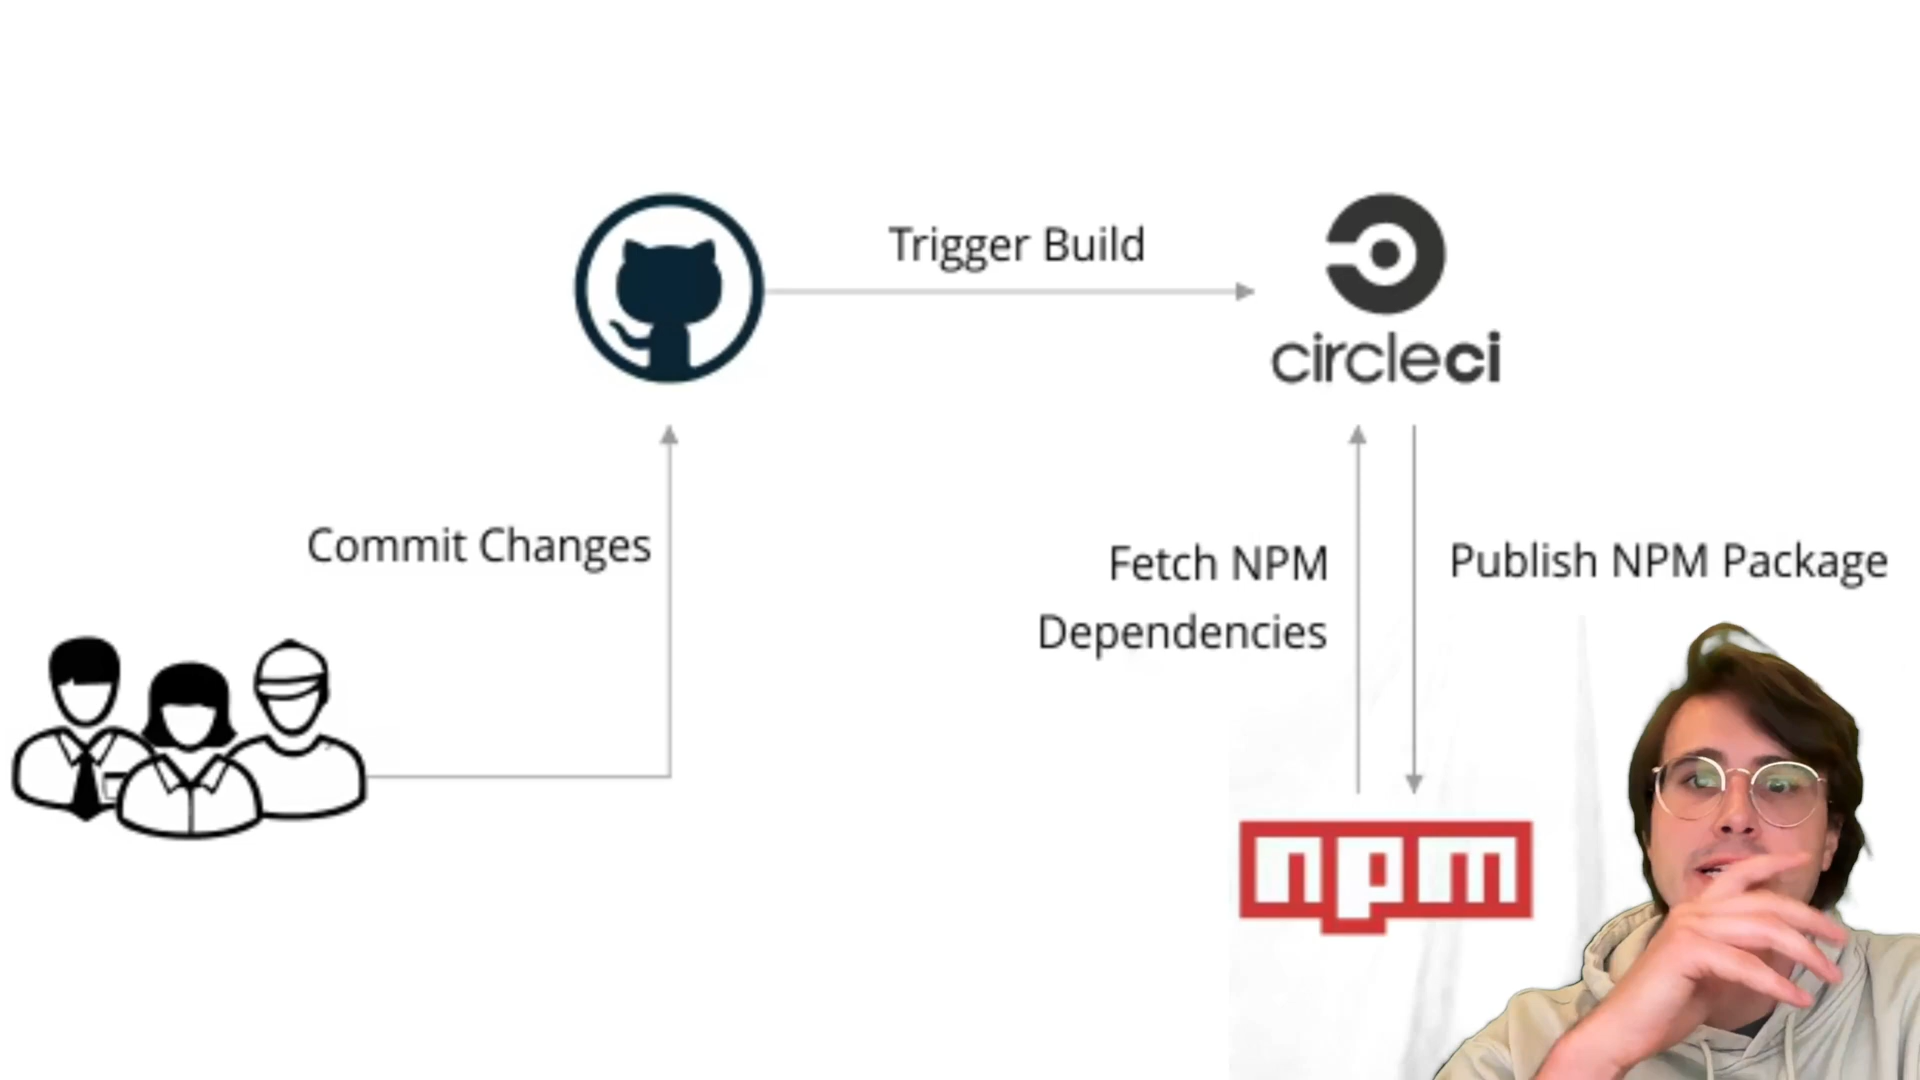 Trigger Build
circleci
Commit Changes
Fetch NPM
Dependencies
Publish NPM Package
npm